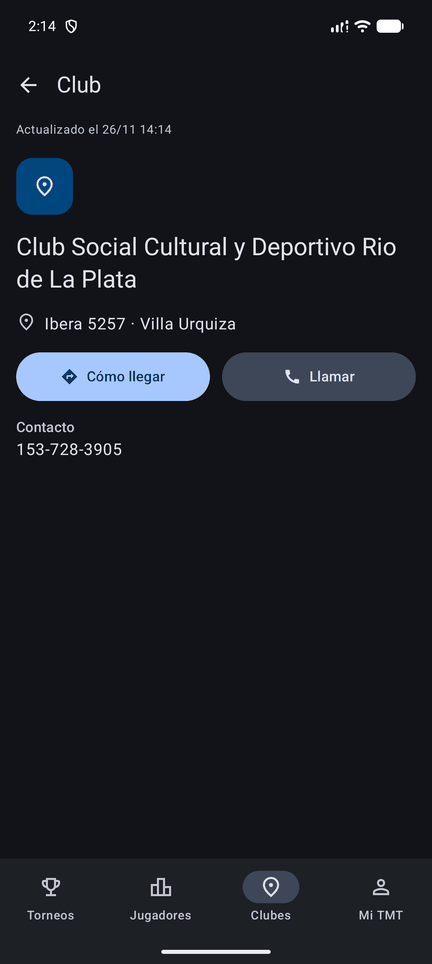 2:14
Club
Actualizado el 26/11 14:14
Club Social Cultural y Deportivo Rio
de La Plata
Ibera 5257 · Villa Urquiza
Cómo llegar
Llamar
Contacto
153-728-3905
Torneos
Jugadores
Clubes
Mi TMT